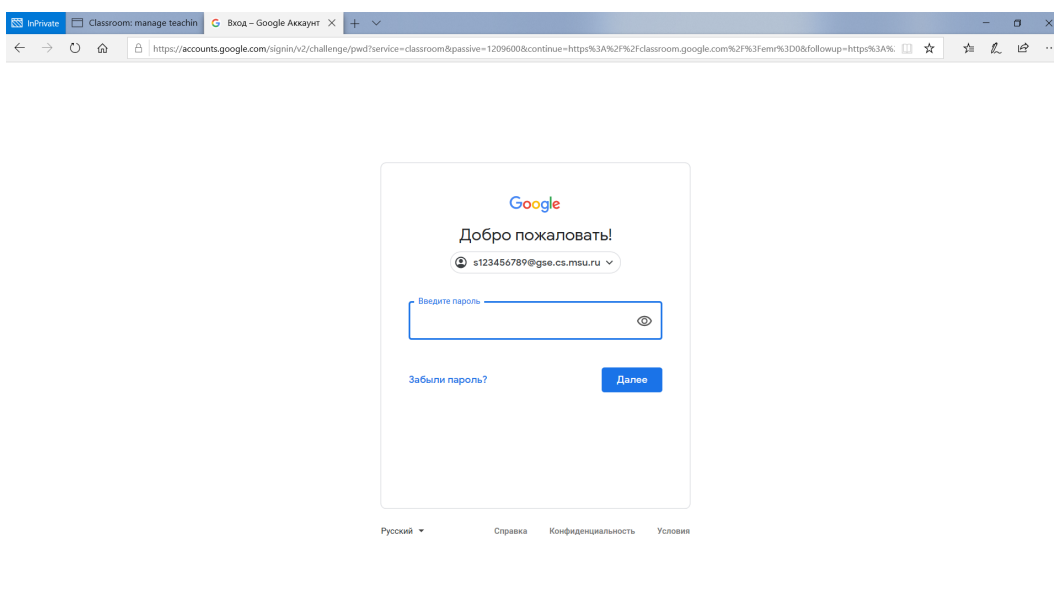 InPrivate Classroom: manage teachin Вход – Google Аккаунт
https://accounts.google.com/signin/v2/challenge/pwd?service=classroom&passive=1209600&continue=https%3A%2F%2Fclassroom.google.com%2F%3Femr%3D0&followup=https%3A%
Google
Добро пожаловать!
s123456789@gse.cs.msu.ru
Введите пароль
Забыли пароль? Далее
Русский Справка Конфиденциальность Условия